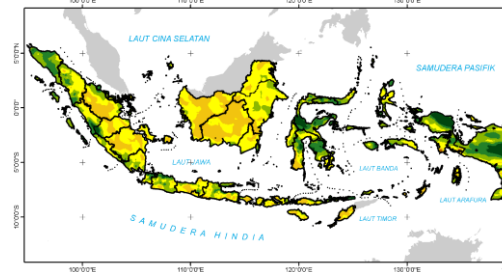 100°0'0"E 110°0'0"E 120°0'0"E 130°0'0"E
LAUT CINA SELATAN
SAMUDERA PASIFIK
5°0'0"N
0°0'0"
5°0'0"S
10°0'0"S
LAUT JAWA
LAUT BANDA
LAUT ARAFURA
LAUT TIMOR
SAMUDERA HINDIA
100°0'0"E 110°0'0"E 120°0'0"E 130°0'0"E